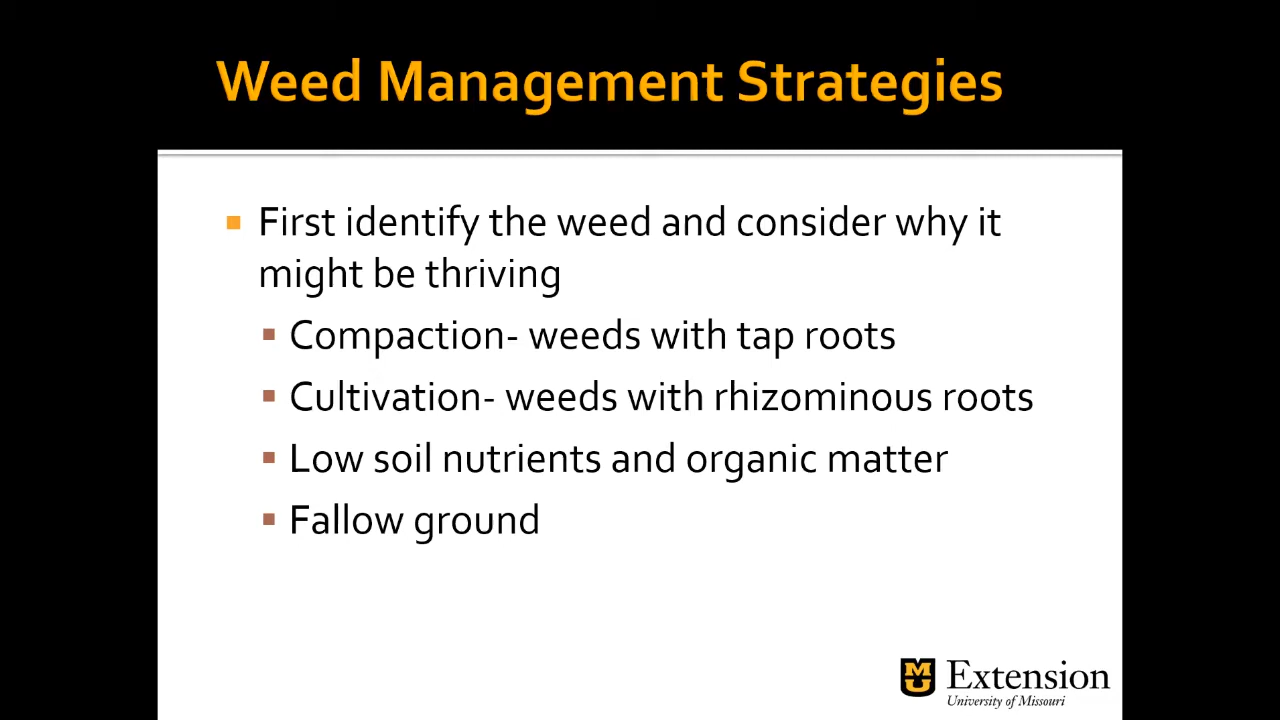 Weed Management Strategies
First identify the weed and consider why it
might be thriving
Compaction- weeds with tap roots
Cultivation- weeds with rhizominous roots
Low soil nutrients and organic matter
Fallow ground
MU Extension
University of Missouri